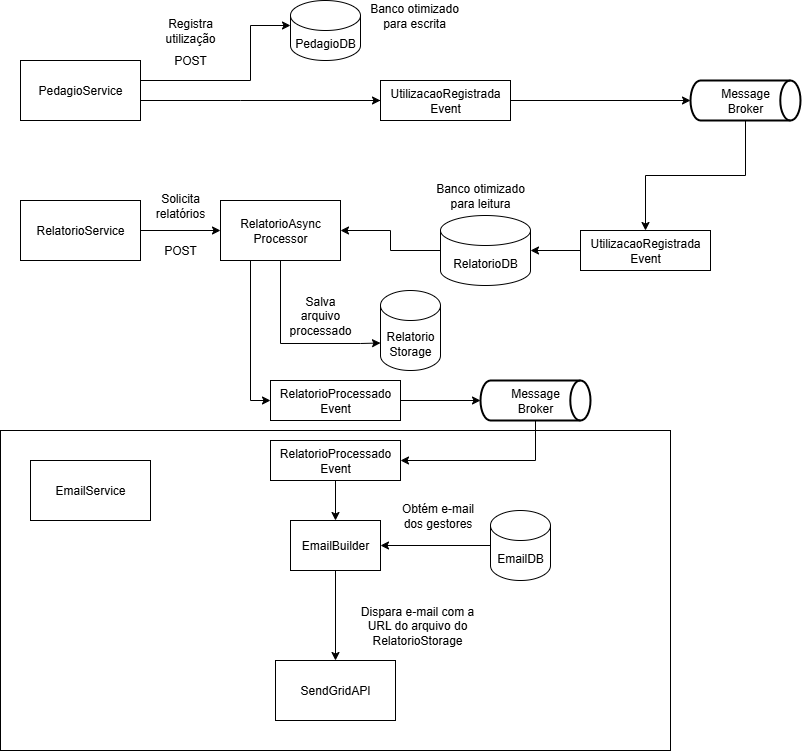 Registra
utilização
POST
Banco otimizado
para escrita
PedagioDB
PedagioService
UtilizacaoRegistrada
Event
Message
Broker
RelatorioService
Solicita
relatórios
POST
RelatorioAsync
Processor
Banco otimizado
para leitura
RelatorioDB
UtilizacaoRegistrada
Event
Salva
arquivo
processado
Relatorio
Storage
RelatorioProcessado
Event
Message
Broker
EmailService
RelatorioProcessado
Event
EmailBuilder
Obtém e-mail
dos gestores
EmailDB
Dispara e-mail com a
URL do arquivo do
RelatorioStorage
SendGridAPI